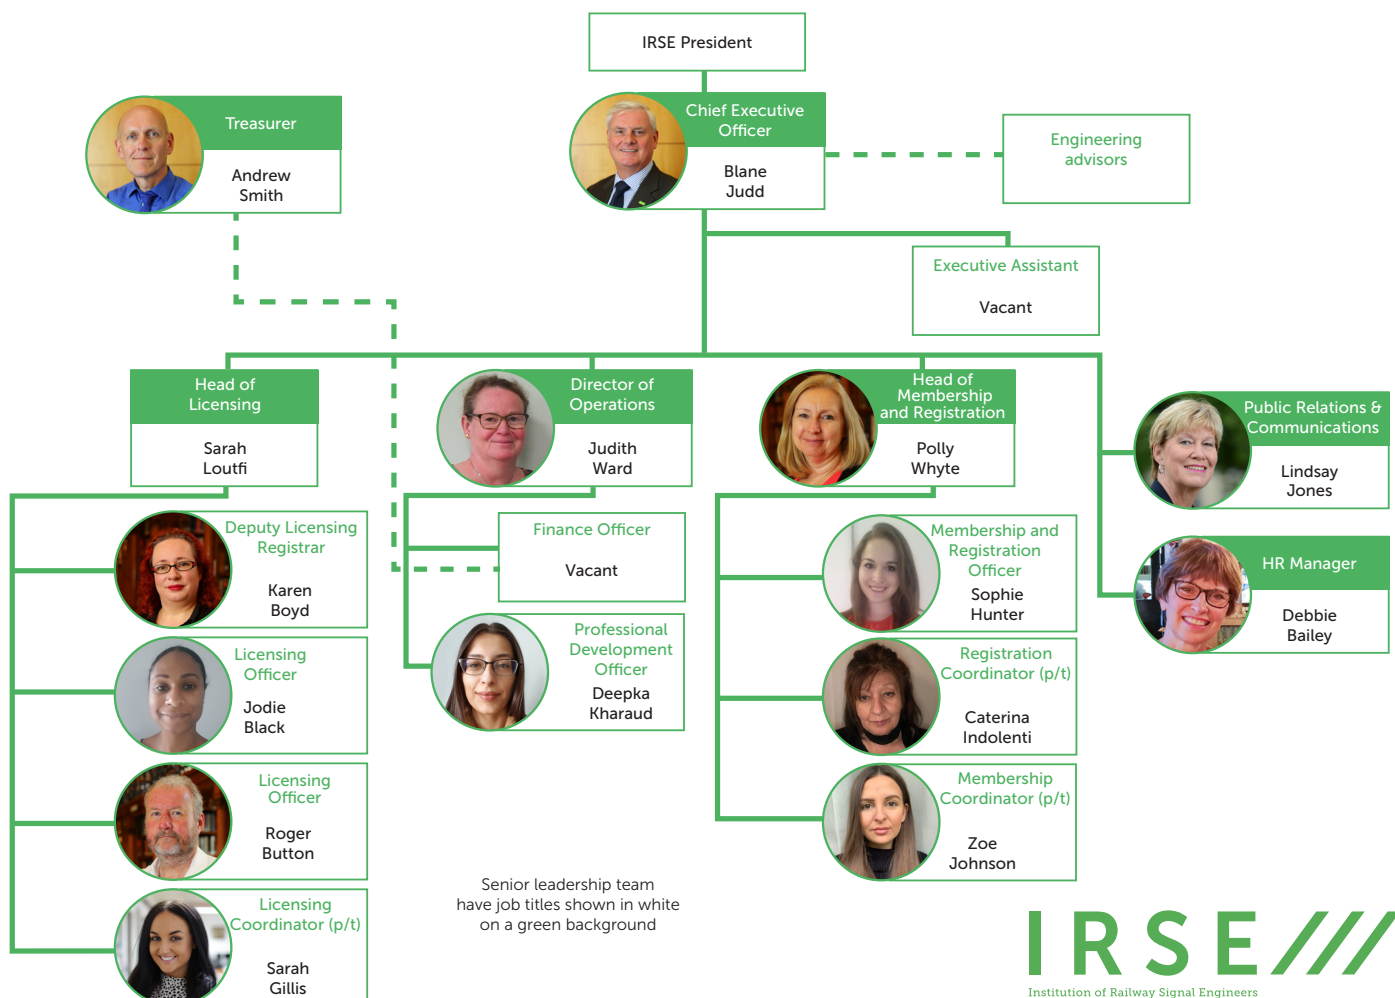 IRSE President
Treasurer
Andrew
Smith
Chief Executive
Officer
Blane
Judd
Engineering
advisors
Executive Assistant
Vacant
Head of
Licensing
Sarah
Loutfi
Director of
Operations
Judith
Ward
Head of
Membership
and Registration
Polly
Whyte
Public Relations &
Communications
Lindsay
Jones
HR Manager
Debbie
Bailey
Deputy Licensing
Registrar
Karen
Boyd
Licensing
Officer
Jodie
Black
Licensing
Officer
Roger
Button
Licensing
Coordinator (p/t)
Sarah
Gillis
Finance Officer
Vacant
Professional
Development
Officer
Deepka
Kharaud
Membership and
Registration
Officer
Sophie
Hunter
Registration
Coordinator (p/t)
Caterina
Indolenti
Membership
Coordinator (p/t)
Zoe
Johnson
Senior leadership team
have job titles shown in white
on a green background
IRSE///
Institution of Railway Signal Engineers